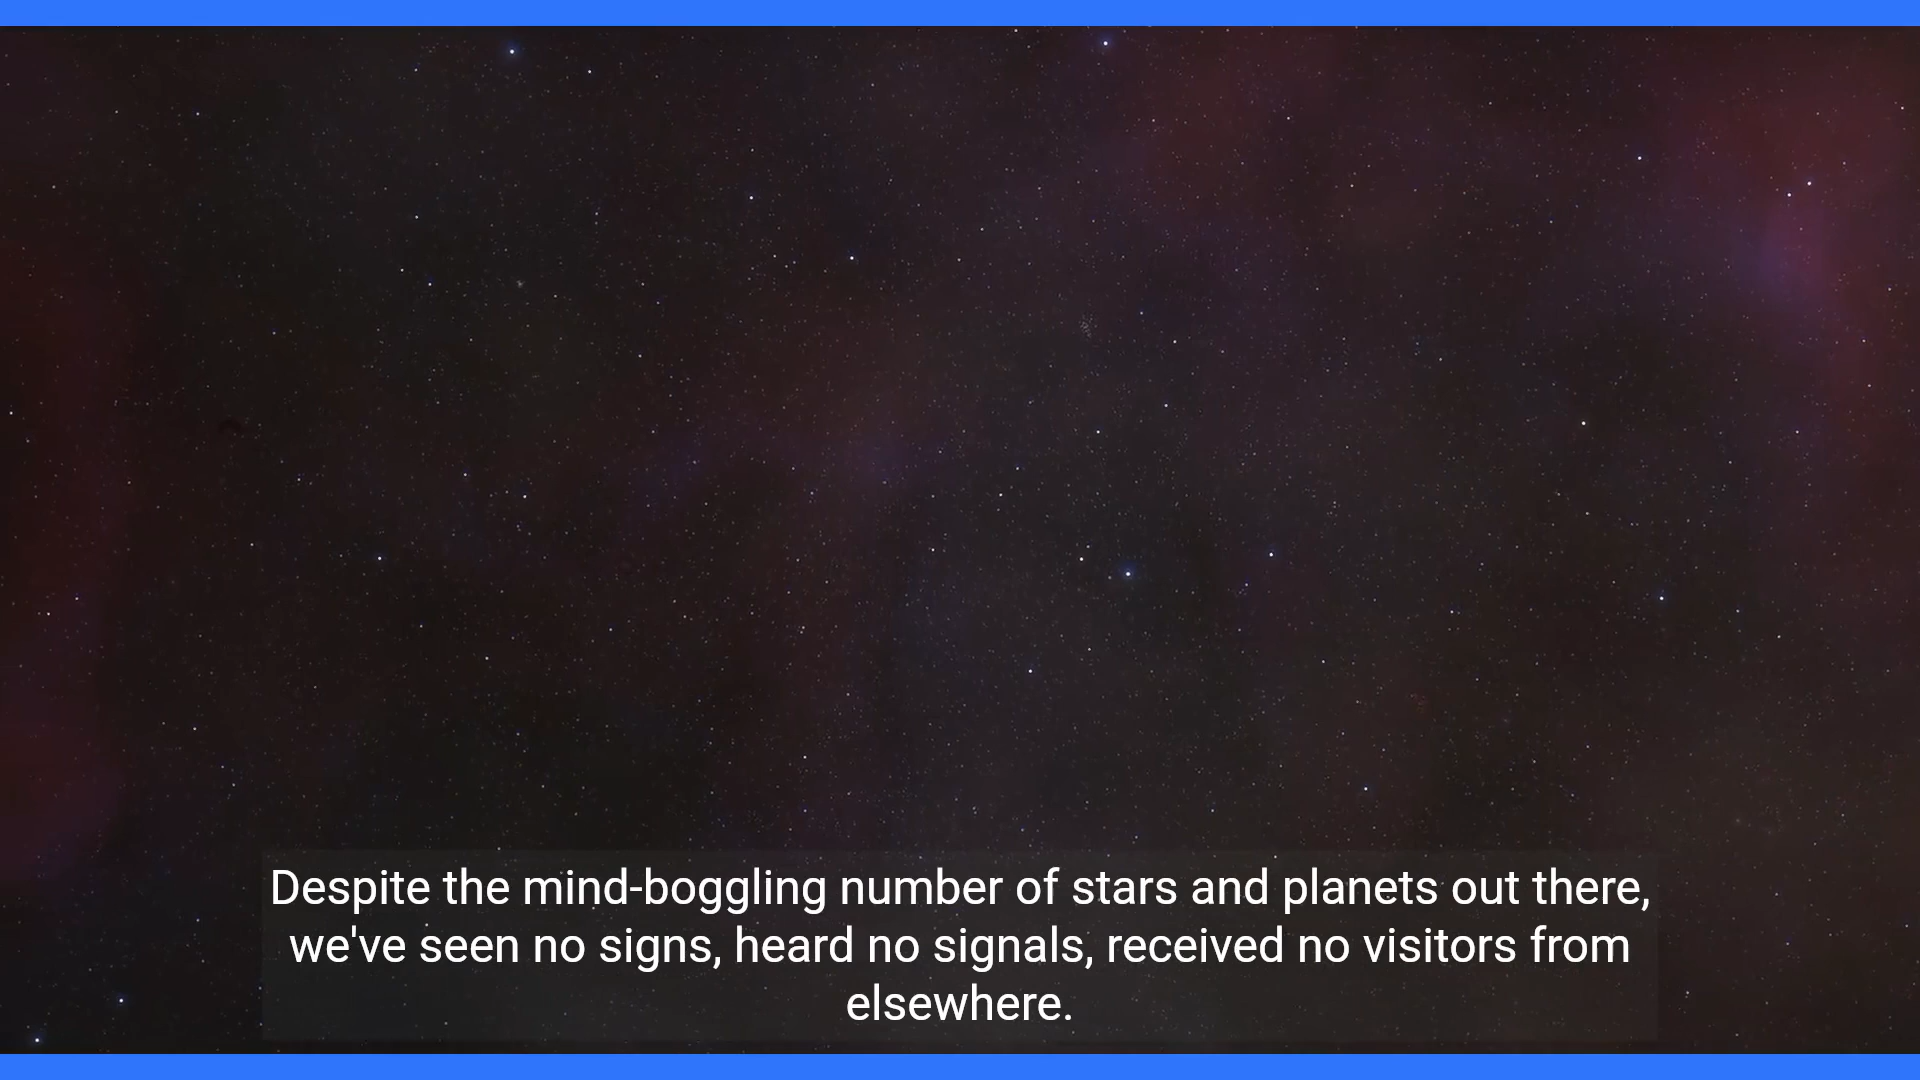 Despite the mind-boggling number of stars and planets out there,
we've seen no signs, heard no signals, received no visitors from
elsewhere.